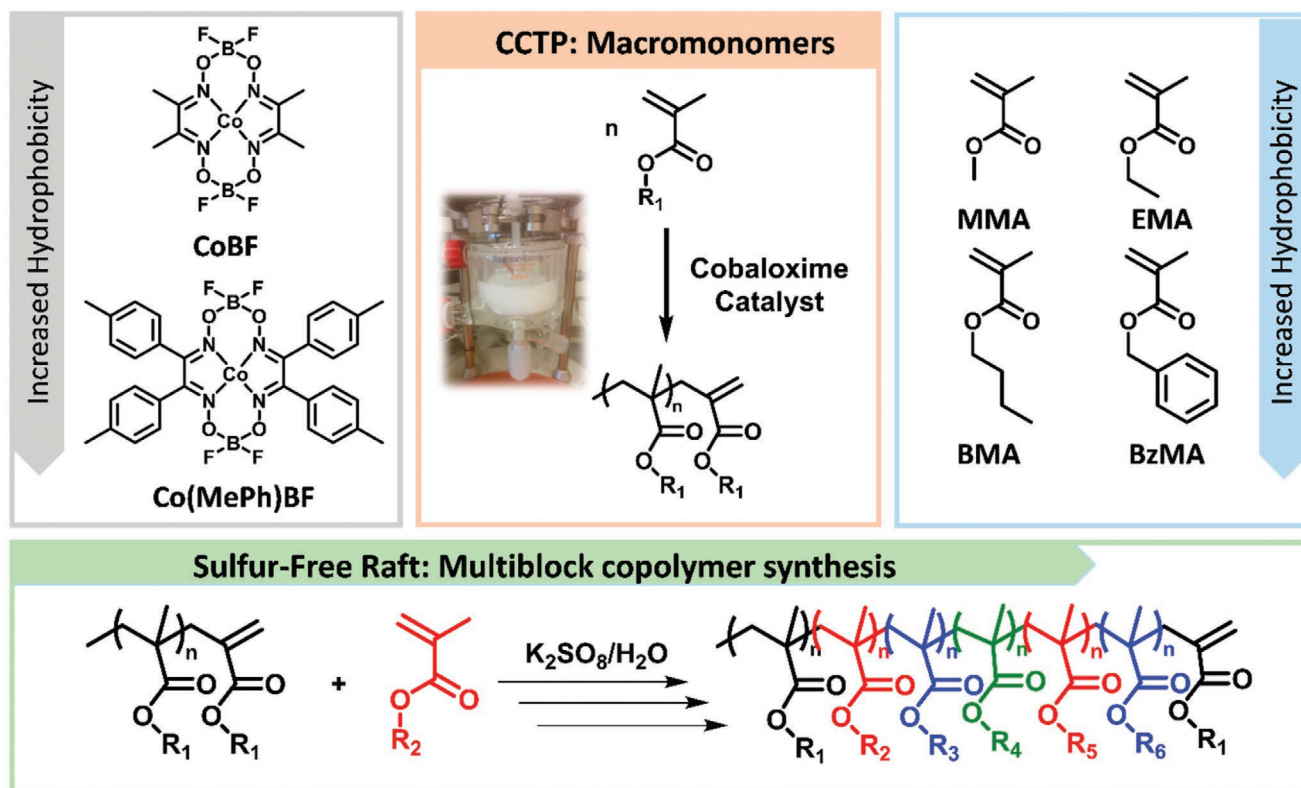 Increased Hydrophobicity
F F
B
O O
N N
Co
N N
O O
B
F F
CoBF
F F
B
O O
N N
Co
N N
O O
B
F F
Co(MePh)BF
CCTP: Macromonomers
n
O
O
R1
Cobaloxime
Catalyst
n
O O
O O
R1 R1
O O
O O
MMA EMA
O O
O O
BMA BzMA
Increased Hydrophobicity
Sulfur-Free Raft: Multiblock copolymer synthesis
n
O O
O O
R1 R1
+
O
O
R2
K2SO8/H2O
n n n n n n
O O O O O O O
O O O O O O O
R1 R2 R3 R4 R5 R6 R1